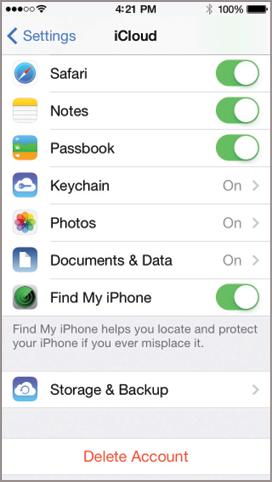 4:21 PM 100%
Settings iCloud
Safari
Notes
Passbook
Keychain On
Photos On
Documents & Data On
Find My iPhone
Find My iPhone helps you locate and protect
your iPhone if you ever misplace it.
Storage & Backup
Delete Account